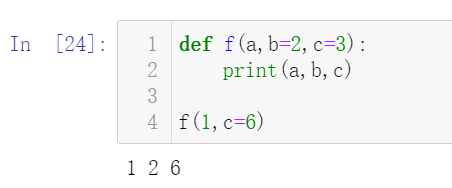 In [24]:
1 def f(a,b=2,c=3):
2     print(a,b,c)
3
4 f(1,c=6)
1 2 6